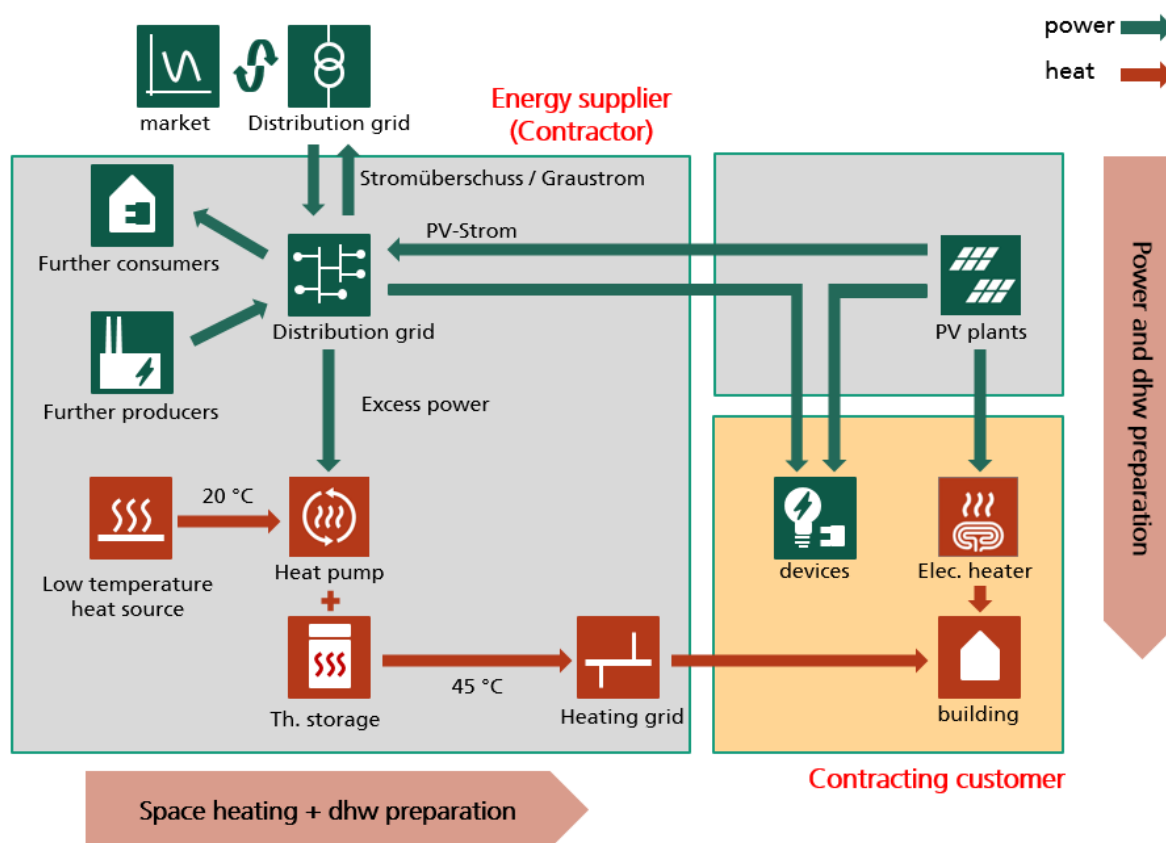 power
heat
market
Distribution grid
Energy supplier
(Contractor)
Stromüberschuss / Graustrom
Further consumers
PV-Strom
Distribution grid
PV plants
Further producers
Excess power
Power and dhw preparation
20 °C
Low temperature
heat source
Heat pump
devices
Elec. heater
45 °C
Th. storage
Heating grid
building
Contracting customer
Space heating + dhw preparation